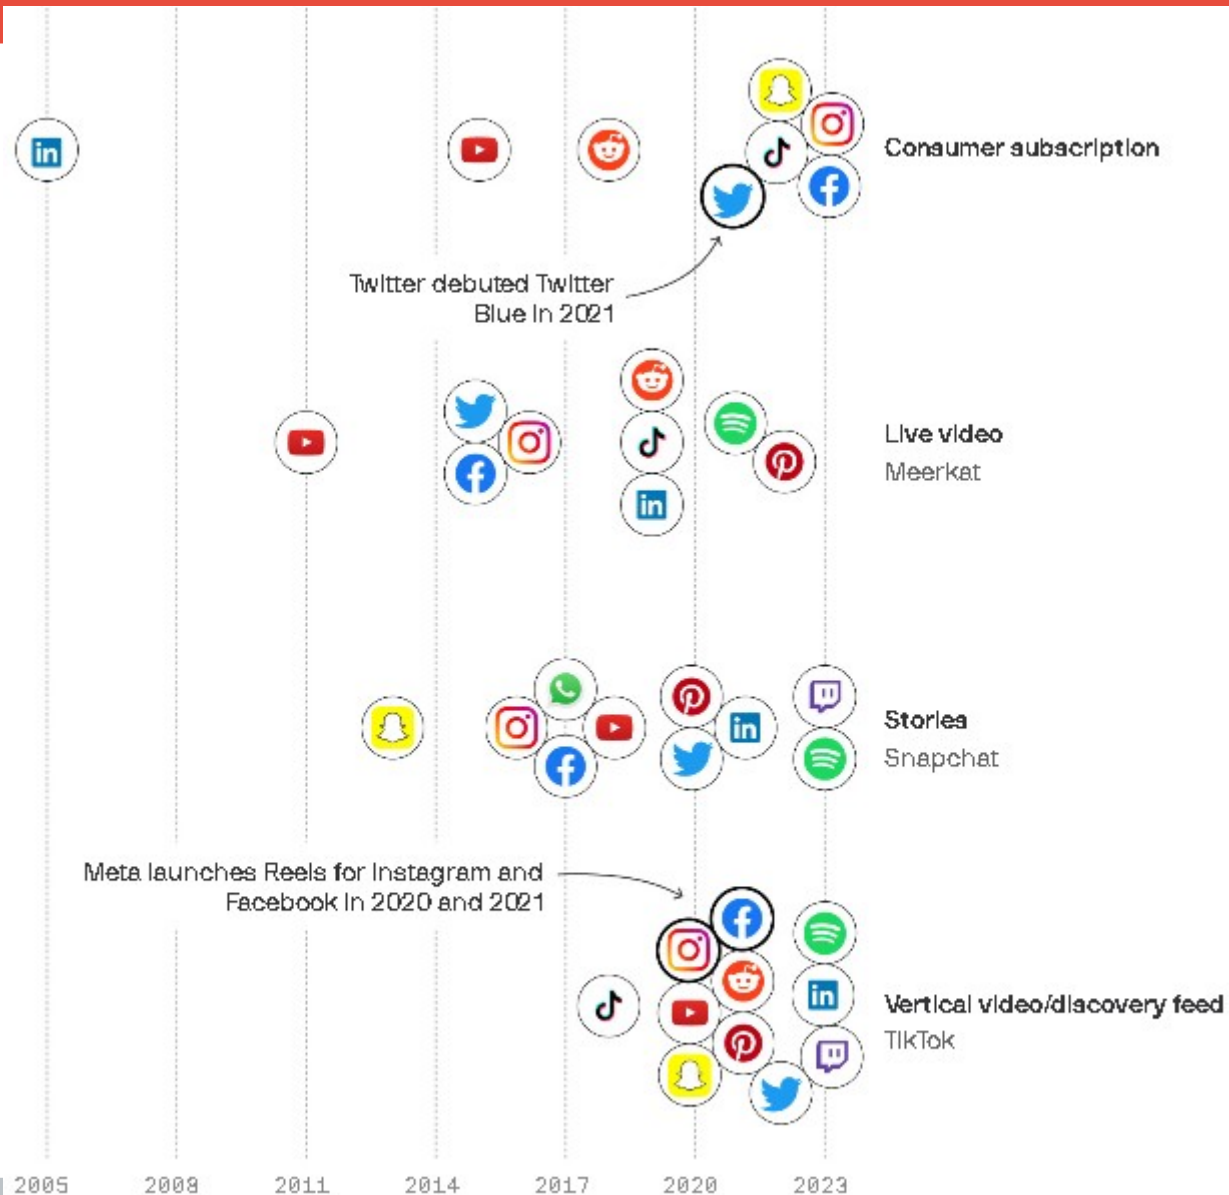 Consumer subscription
Twitter debuted Twitter
Blue in 2021
Live video
Meerkat
Stories
Snapchat
Meta launches Reels for Instagram and
Facebook in 2020 and 2021
Vertical video/discovery feed
TikTok
2005 2009 2011 2014 2017 2020 2023